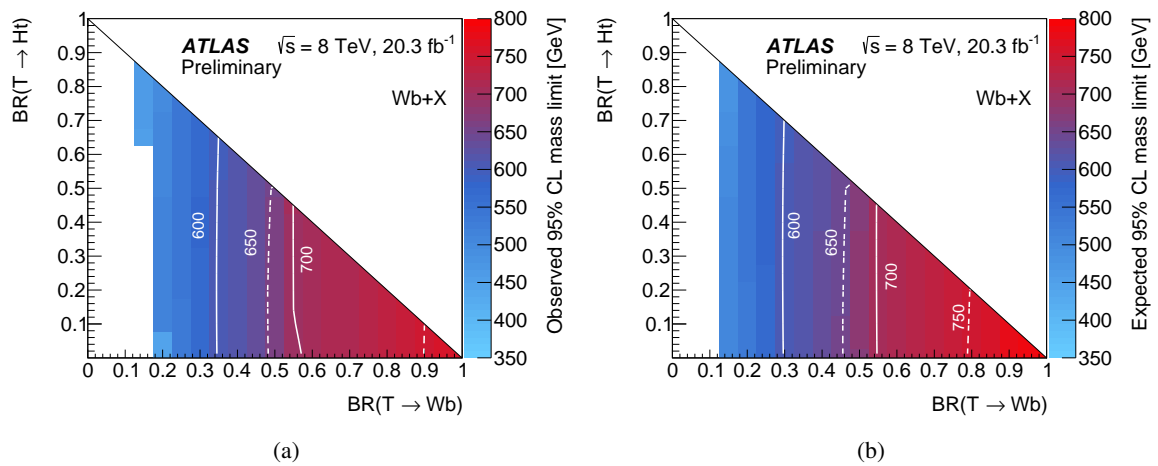 BR(T → Ht)
1
0.9
0.8
0.7
0.6
0.5
0.4
0.3
0.2
0.1
ATLAS √s = 8 TeV, 20.3 fb-1
Preliminary
Wb+X
600
650
700
0 0.1 0.2 0.3 0.4 0.5 0.6 0.7 0.8 0.9 1
BR(T → Wb)
800
750
700
650
600
550
500
450
400
350
Observed 95% CL mass limit [GeV]
(a)
BR(T → Ht)
1
0.9
0.8
0.7
0.6
0.5
0.4
0.3
0.2
0.1
ATLAS √s = 8 TeV, 20.3 fb-1
Preliminary
Wb+X
600
650
700
750
0 0.1 0.2 0.3 0.4 0.5 0.6 0.7 0.8 0.9 1
BR(T → Wb)
800
750
700
650
600
550
500
450
400
350
Expected 95% CL mass limit [GeV]
(b)